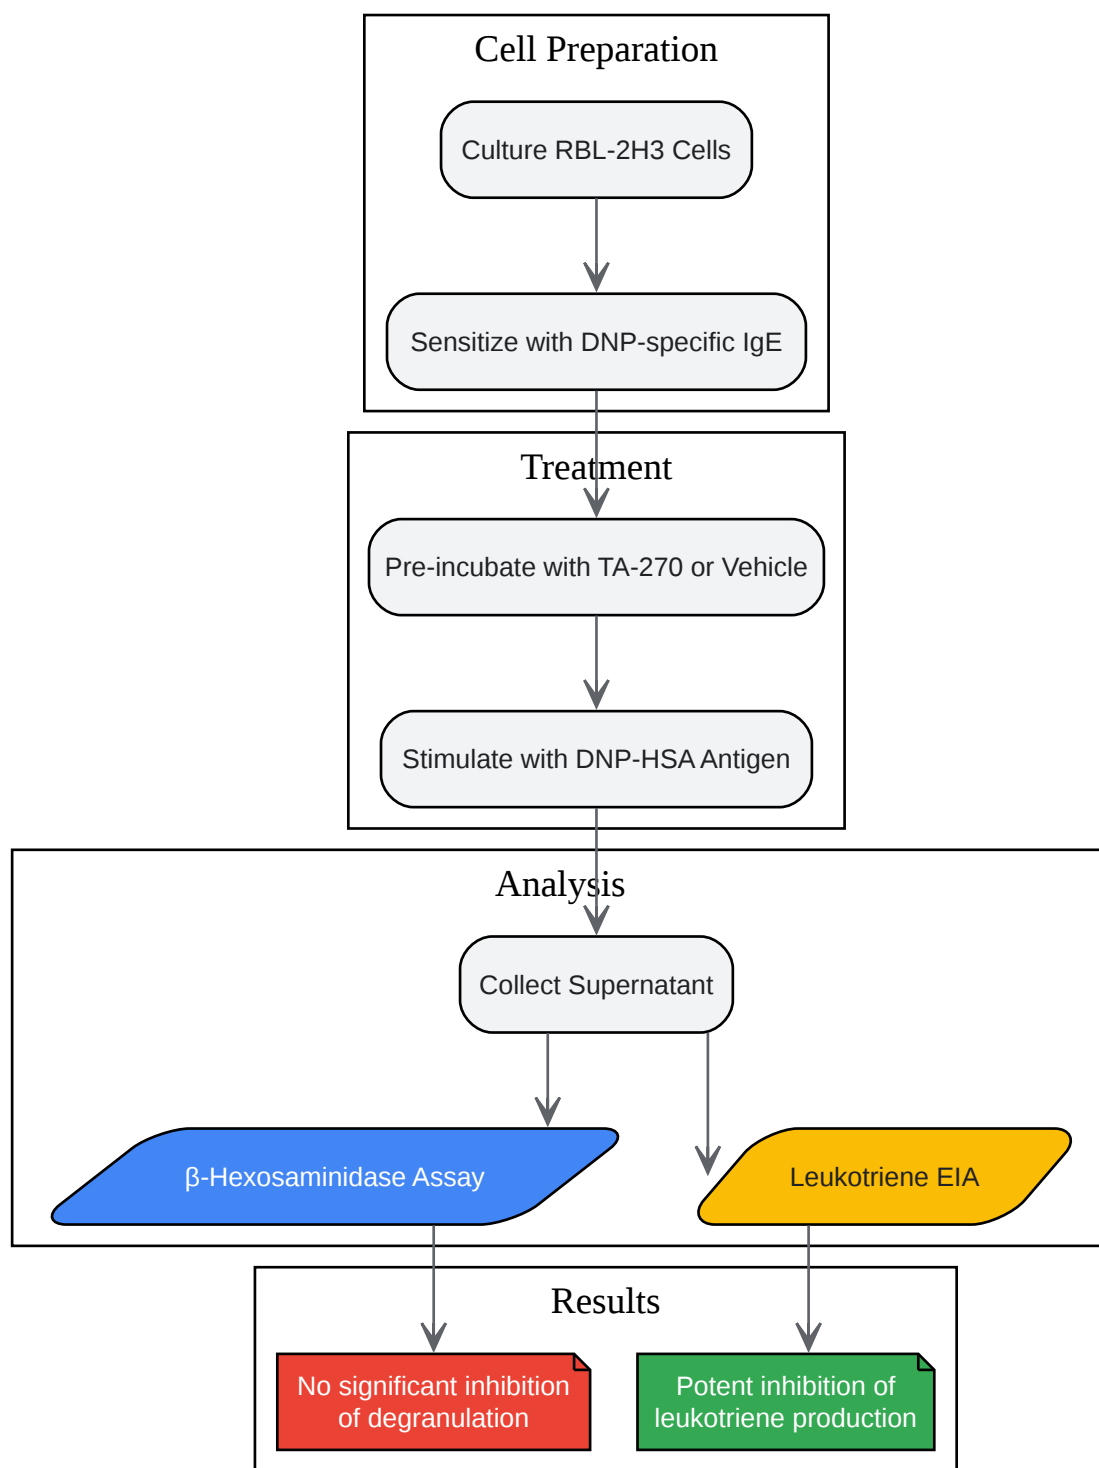 Cell Preparation
Culture RBL-2H3 Cells
Sensitize with DNP-specific IgE
Treatment
Pre-incubate with TA-270 or Vehicle
Stimulate with DNP-HSA Antigen
Analysis
Collect Supernatant
β-Hexosaminidase Assay
Leukotriene EIA
Results
No significant inhibition
of degranulation
Potent inhibition of
leukotriene production